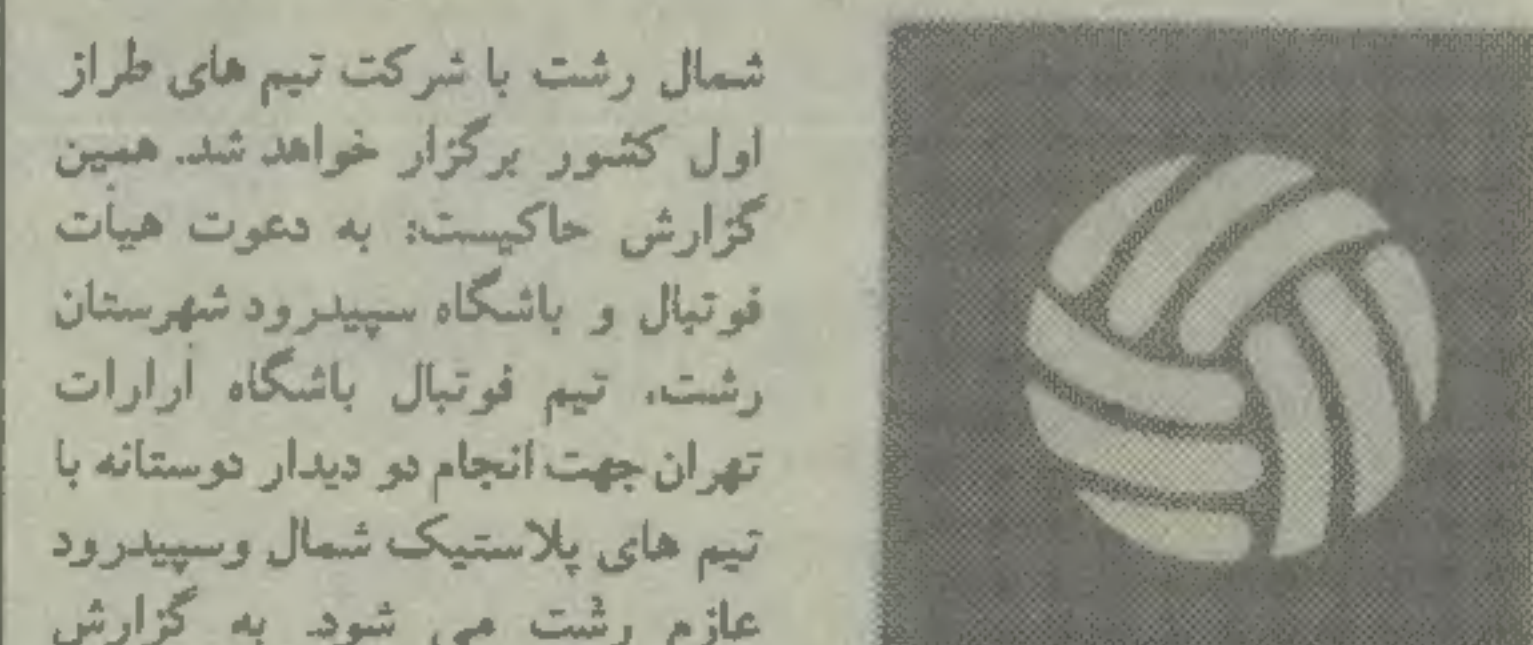 شمال رشت با شرکت تیم های طراز
اول کشور برگزار خواهد شد. همین
گزارش حاکیست: به دعوت هیأت
فوتبال و باشگاه سپیدرود شهرستان
رشت، تیم فوتبال باشگاه آرارات
تهران جهت انجام دو دیدار دوستانه با
تیم های پلاستیک شمال وسپیدرود
عازم رشت می شود. به گزارش